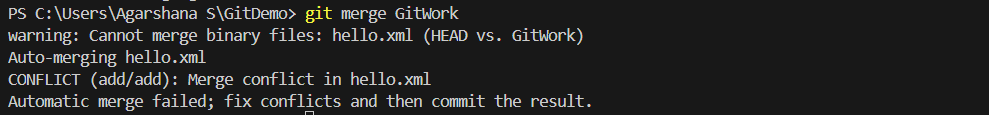 PS C:\Users\Agarshana S\GitDemo> git merge GitWork
warning: Cannot merge binary files: hello.xml (HEAD vs. GitWork)
Auto-merging hello.xml
CONFLICT (add/add): Merge conflict in hello.xml
Automatic merge failed; fix conflicts and then commit the result.